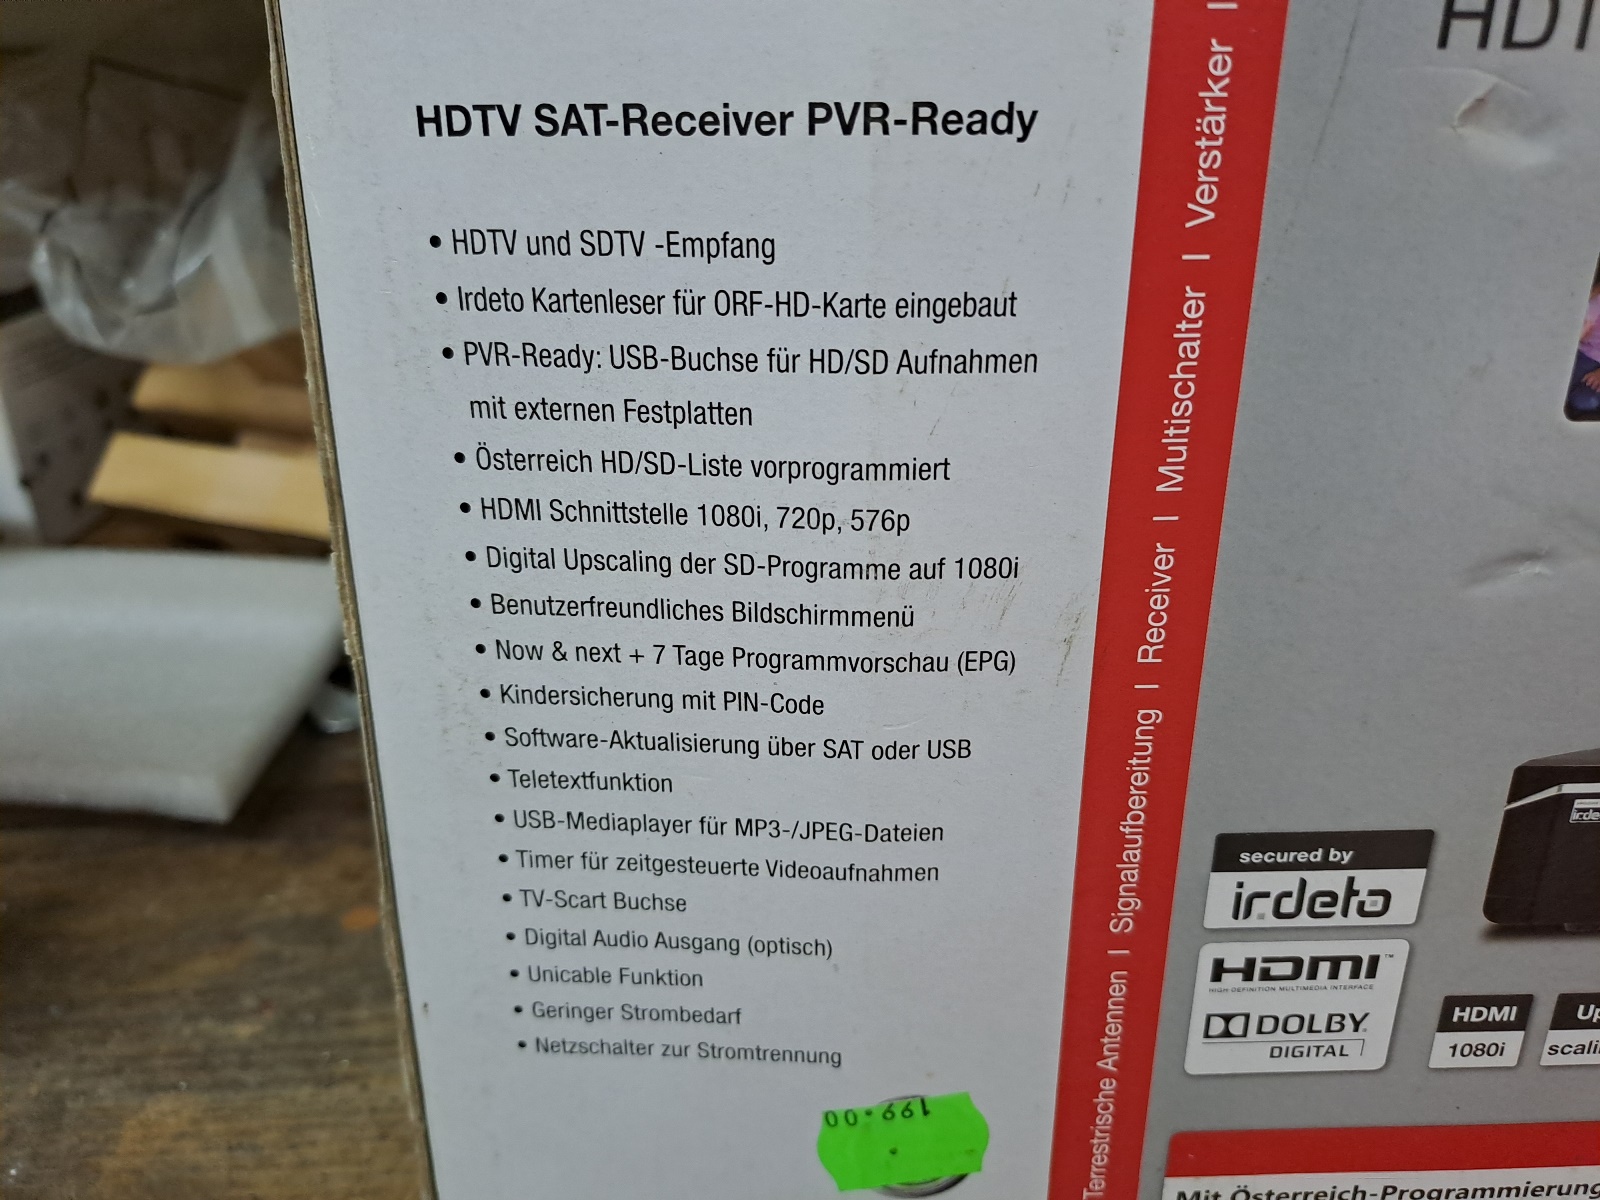 HDTV SAT-Receiver PVR-Ready
• HDTV und SDTV -Empfang
• Irdeto Kartenleser für ORF-HD-Karte eingebaut
• PVR-Ready: USB-Buchse für HD/SD Aufnahmen
mit externen Festplatten
• Österreich HD/SD-Liste vorprogrammiert
• HDMI Schnittstelle 1080i, 720p, 576p
• Digital Upscaling der SD-Programme auf 1080i
• Benutzerfreundliches Bildschirmmenü
• Now & next + 7 Tage Programmvorschau (EPG)
• Kindersicherung mit PIN-Code
• Software-Aktualisierung über SAT oder USB
• Teletextfunktion
• USB-Mediaplayer für MP3-/JPEG-Dateien
• Timer für zeitgesteuerte Videoaufnahmen
• TV-Scart Buchse
• Digital Audio Ausgang (optisch)
• Unicable Funktion
• Geringer Strombedarf
• Netzschalter zur Stromtrennung
199.00
Terrestrische Antennen I Signalaufbereitung I Receiver I Multischalter I Verstärker I
secured by
irdeto
HDMI™
HIGH-DEFINITION MULTIMEDIA INTERFACE
DOLBY
DIGITAL
HDMI
1080i
Mit Österreich-Programmierung